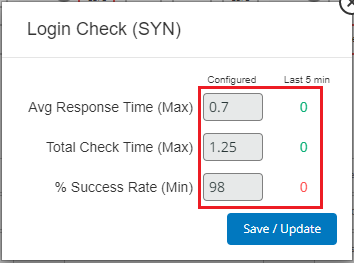 Login Check (SYN)
Configured Last 5 min
Avg Response Time (Max) 0.7 0
Total Check Time (Max) 1.25 0
% Success Rate (Min) 98 0
Save / Update